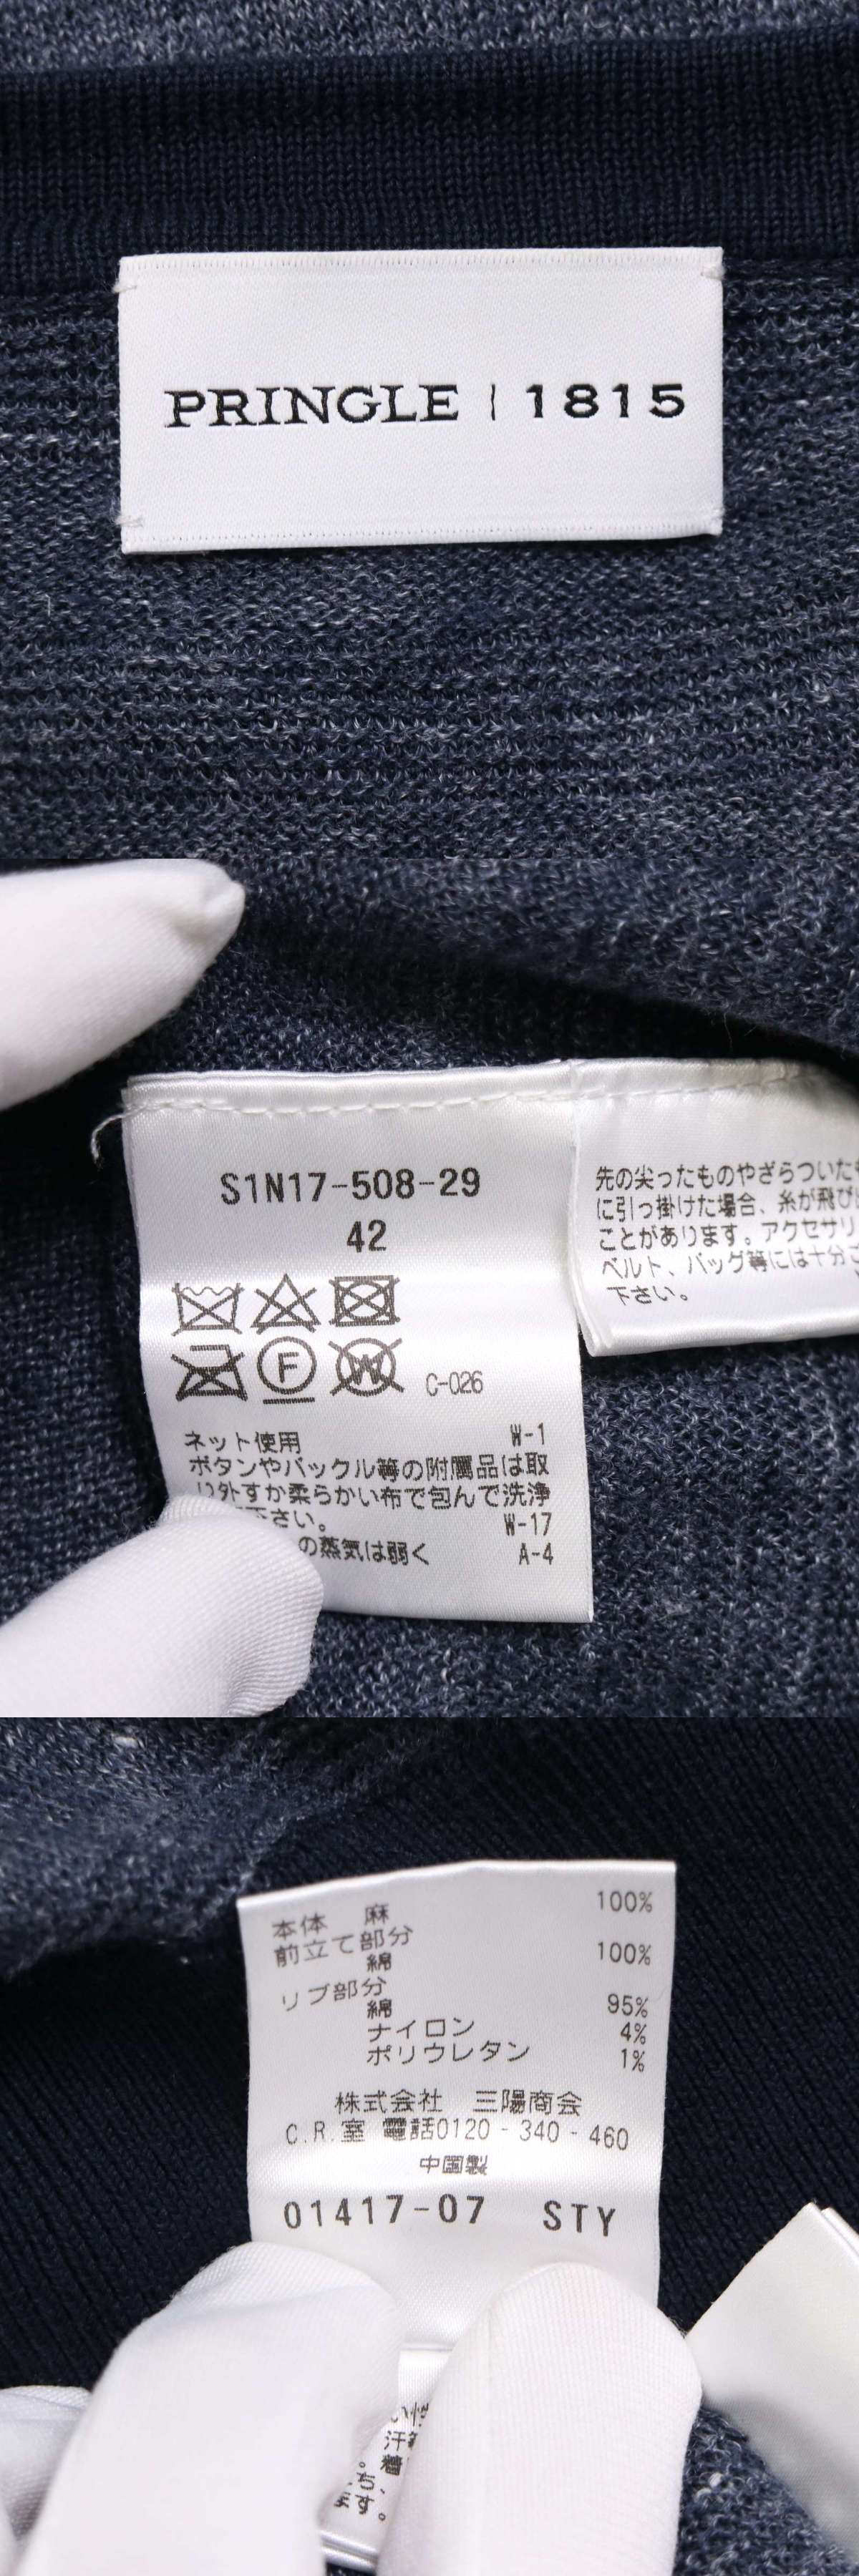 PRINGLE | 1815
S1N17-508-29
42
F
W
C-026
ネット使用 W-1
ボタンやバックル等の附属品は取
り外すか柔らかい布で包んで洗浄
下さい。 W-17
の蒸気は弱く A-4
先の尖ったものやざらついた
に引っ掛けた場合、糸が飛び
ことがあります。アクセサリ
ベルト、バッグ等には十分
下さい。
本体 麻 100%
前立て部分
綿 100%
リブ部分
綿 95%
ナイロン 4%
ポリウレタン 1%
株式会社 三陽商会
C.R.室 電話0120-340-460
中国製
01417-07 STY
い性
汗
着
ち、
ます。